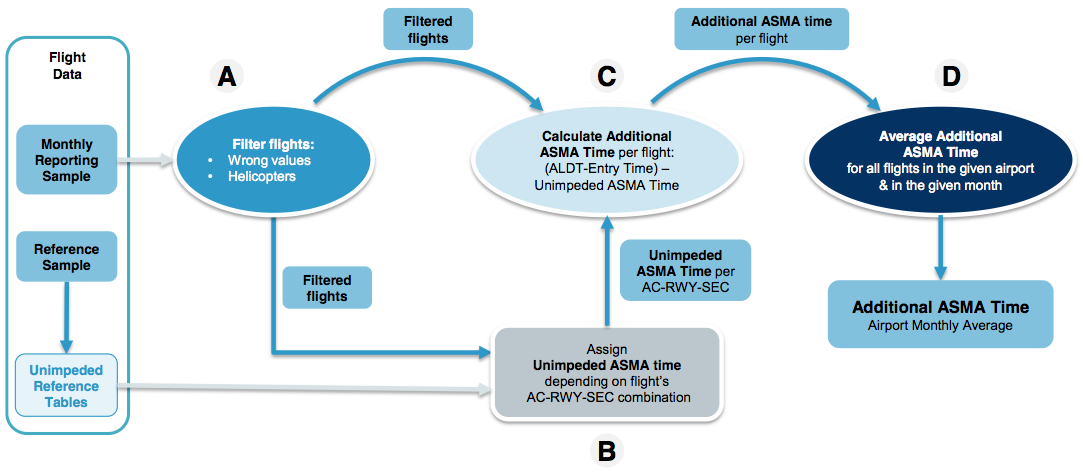 Flight
Data
Monthly
Reporting
Sample
Reference
Sample
Unimpeded
Reference
Tables
A
Filter flights:
• Wrong values
• Helicopters
Filtered
flights
Filtered
flights
B
Assign
Unimpeded ASMA time
depending on flight's
AC-RWY-SEC combination
Unimpeded
ASMA Time per
AC-RWY-SEC
C
Calculate Additional
ASMA Time per flight:
(ALDT-Entry Time) –
Unimpeded ASMA Time
Additional ASMA time
per flight
D
Average Additional
ASMA Time
for all flights in the given airport
& in the given month
Additional ASMA Time
Airport Monthly Average